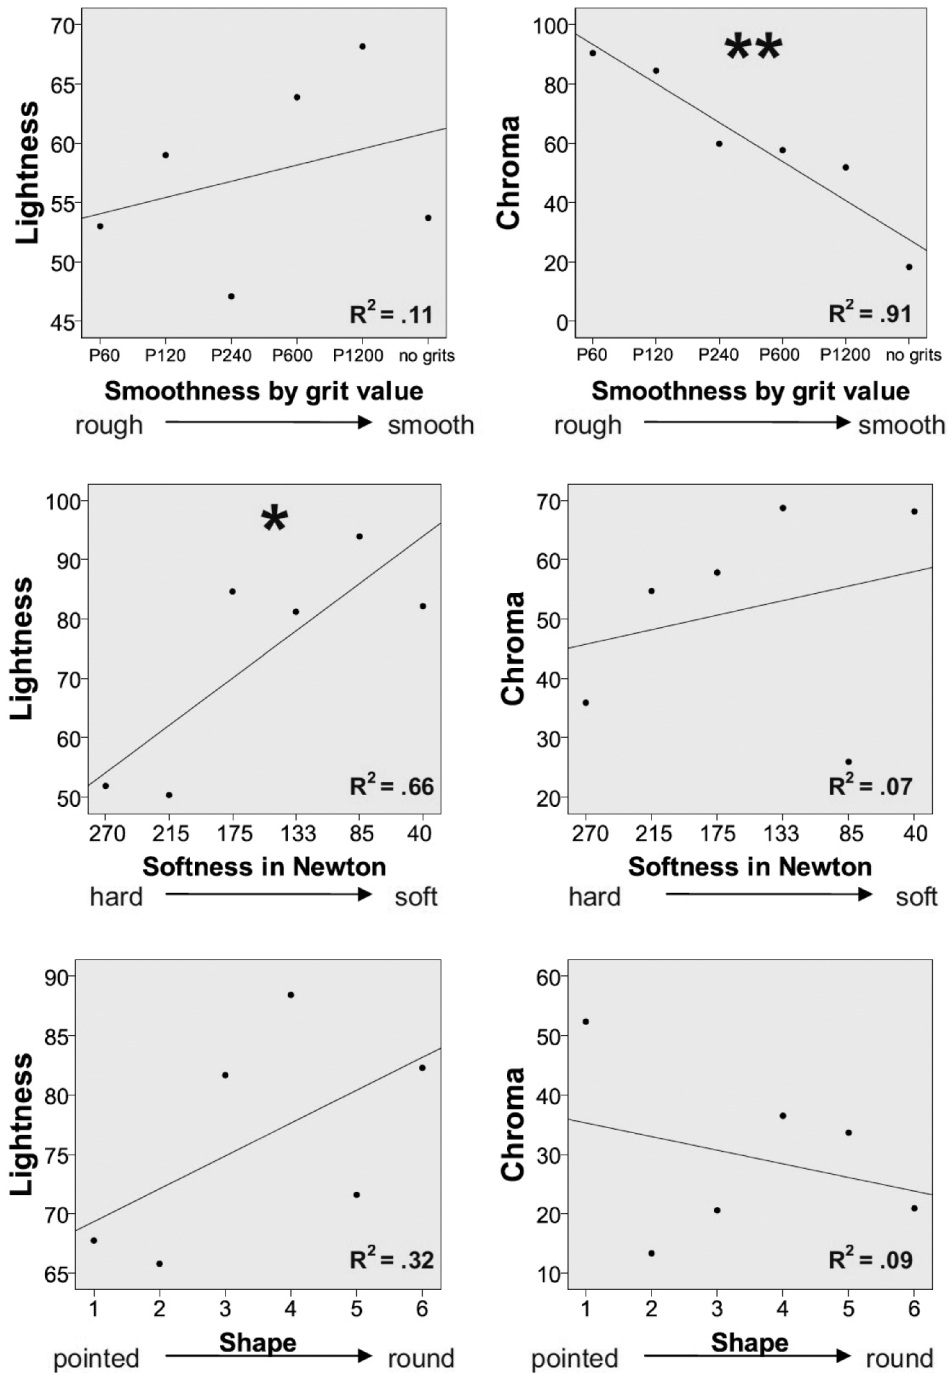 70
65
60
55
50
45
Lightness
R² = .11
P60 P120 P240 P600 P1200 no grits
Smoothness by grit value
rough smooth
100
80
60
40
20
0
Chroma
**
R² = .91
P60 P120 P240 P600 P1200 no grits
Smoothness by grit value
rough smooth
100
90
80
70
60
50
Lightness
*
R² = .66
270 215 175 133 85 40
Softness in Newton
hard soft
70
60
50
40
30
20
Chroma
R² = .07
270 215 175 133 85 40
Softness in Newton
hard soft
90
85
80
75
70
65
Lightness
R² = .32
1 2 3 4 5 6
Shape
pointed round
60
50
40
30
20
10
Chroma
R² = .09
1 2 3 4 5 6
Shape
pointed round